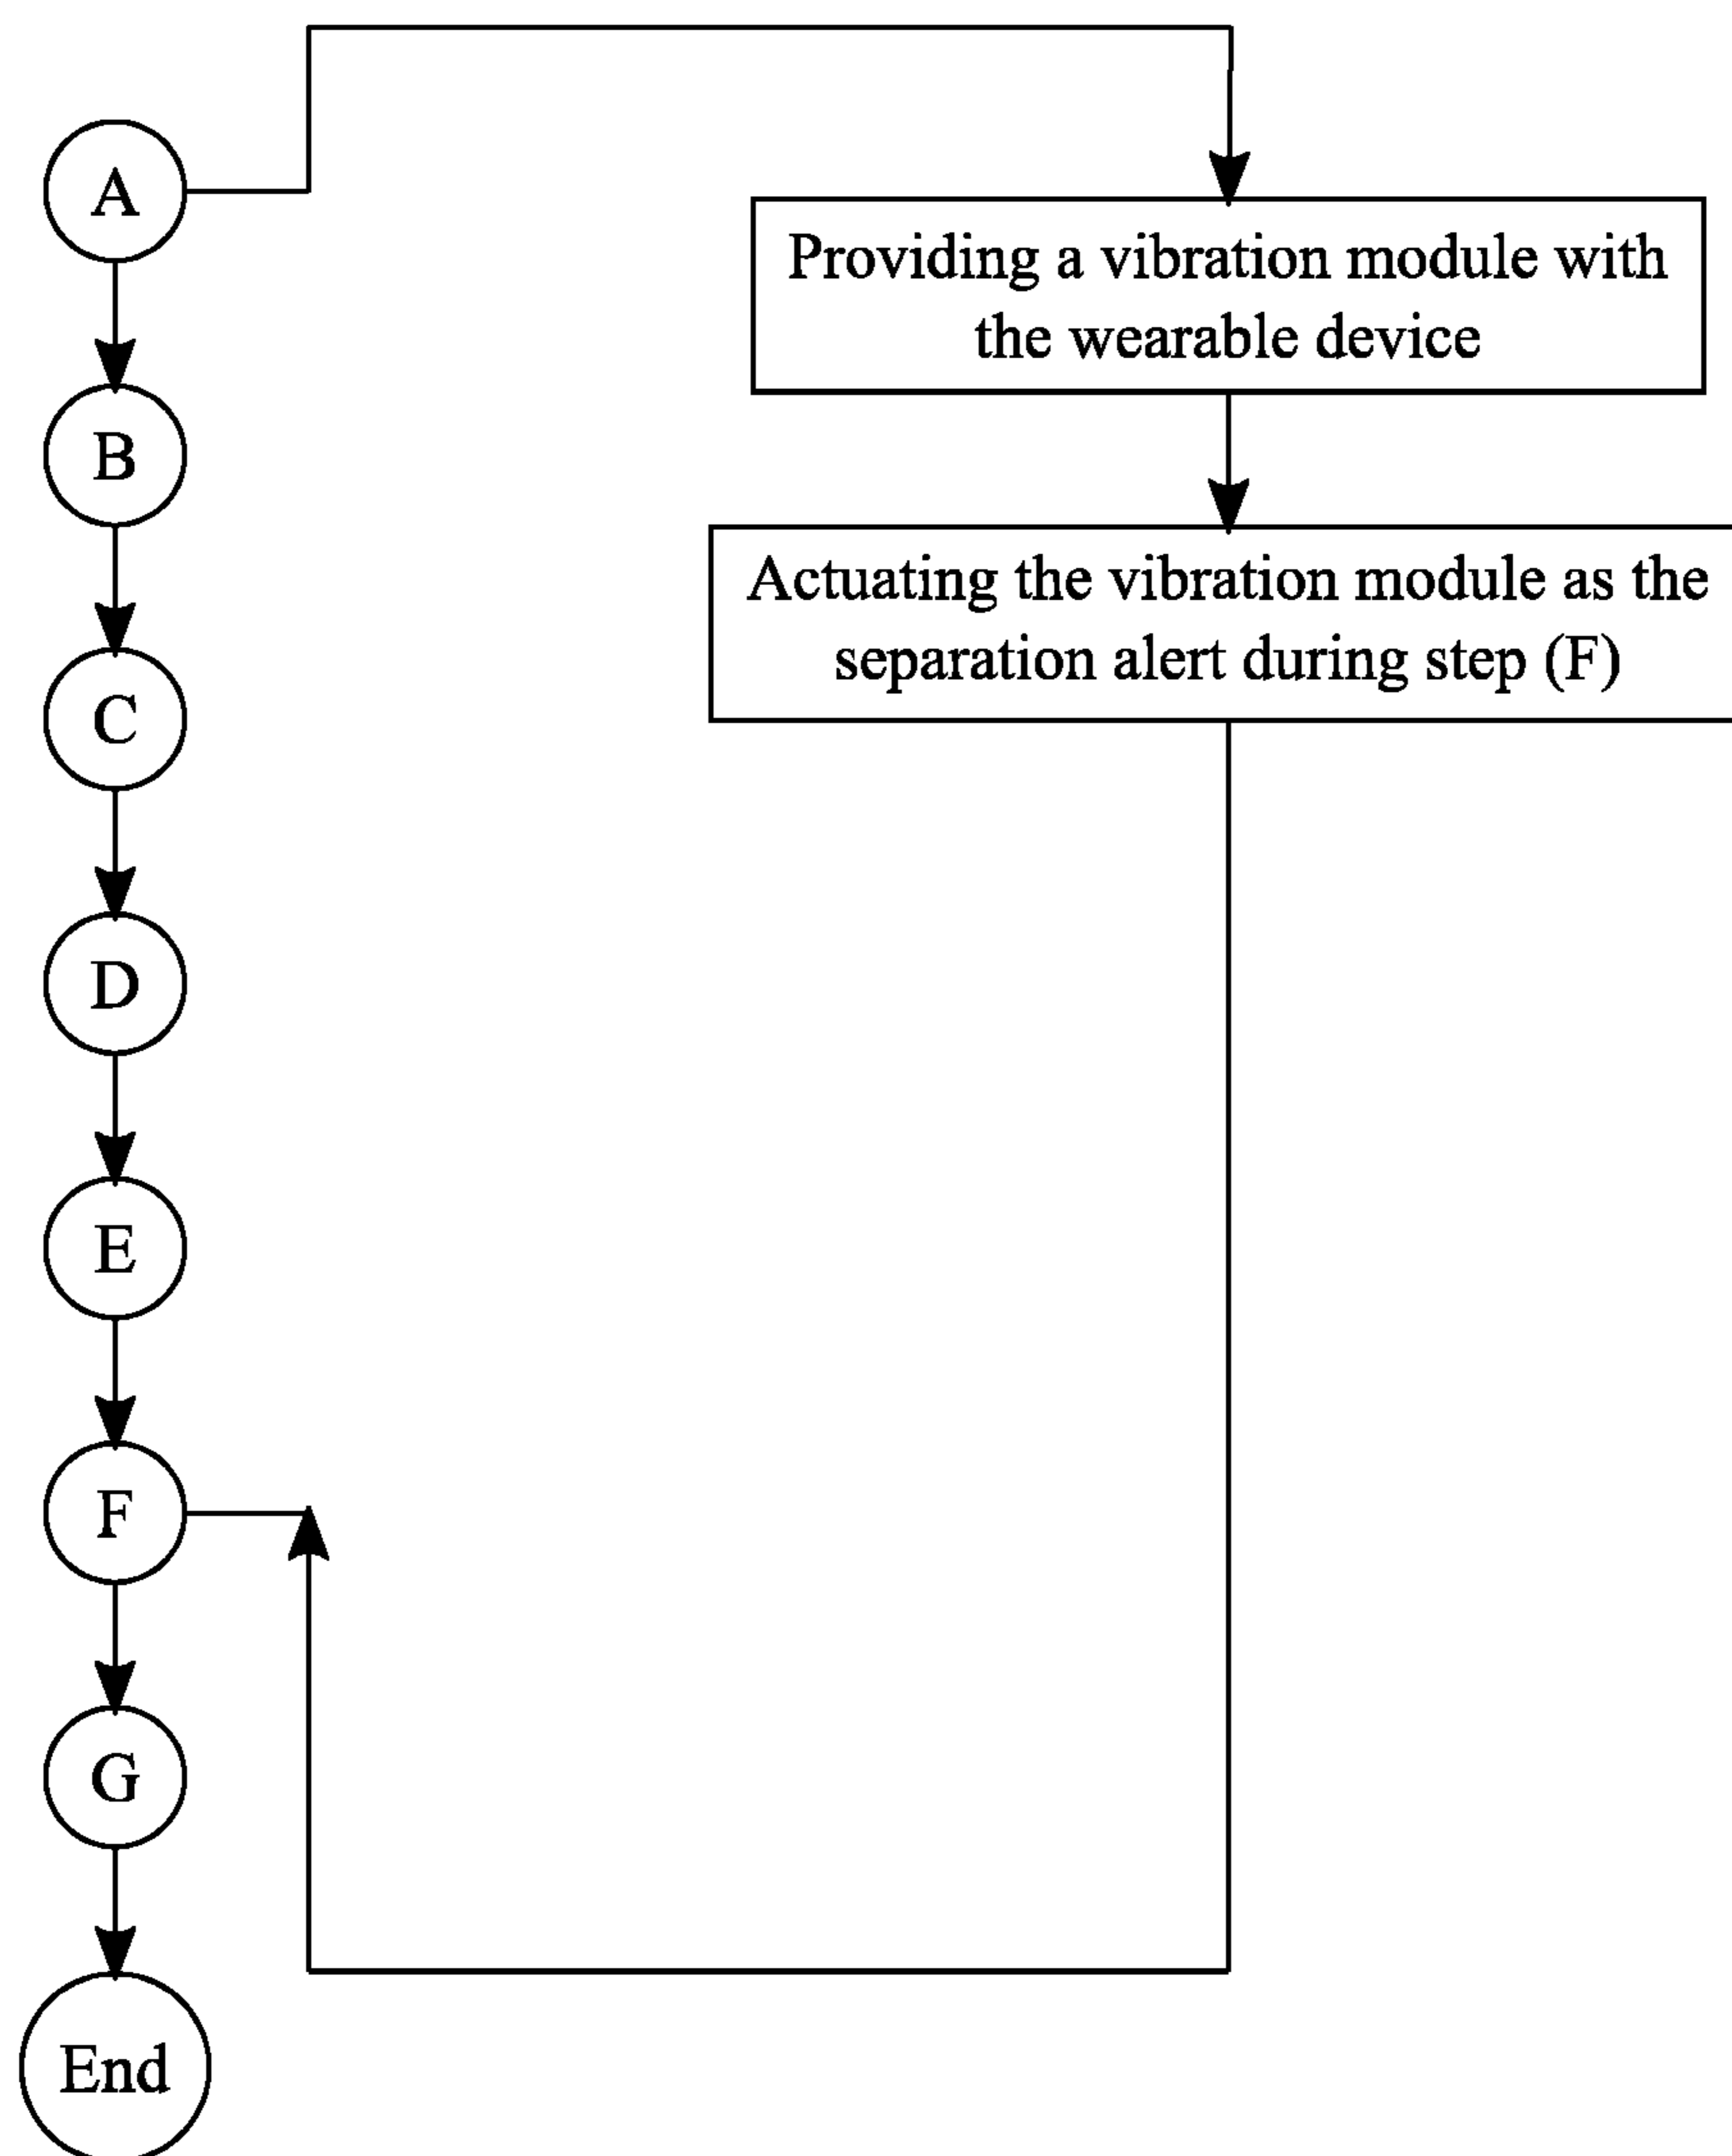 A
Providing a vibration module with
the wearable device
B
Actuating the vibration module as the
separation alert during step (F)
C
D
E
F
G
End